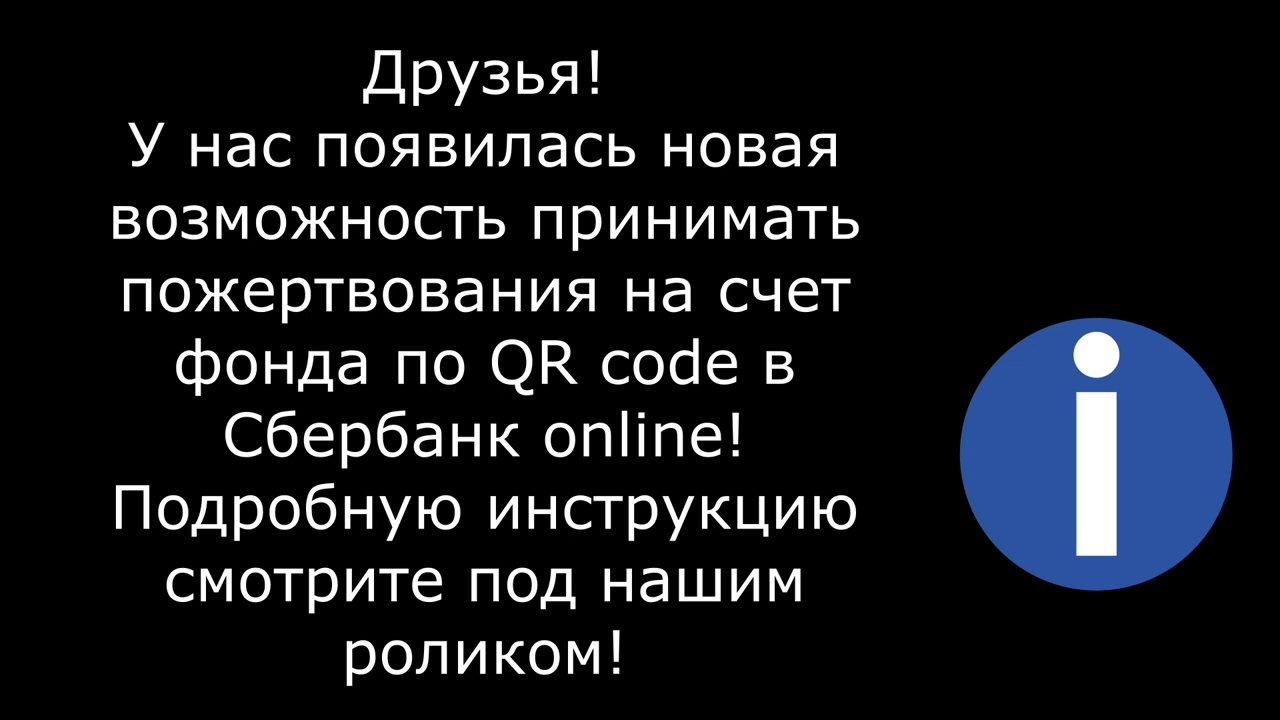 Друзья!
У нас появилась новая
возможность принимать
пожертвования на счет
фонда по QR code в
Сбербанк online!
Подробную инструкцию
смотрите под нашим
роликом!